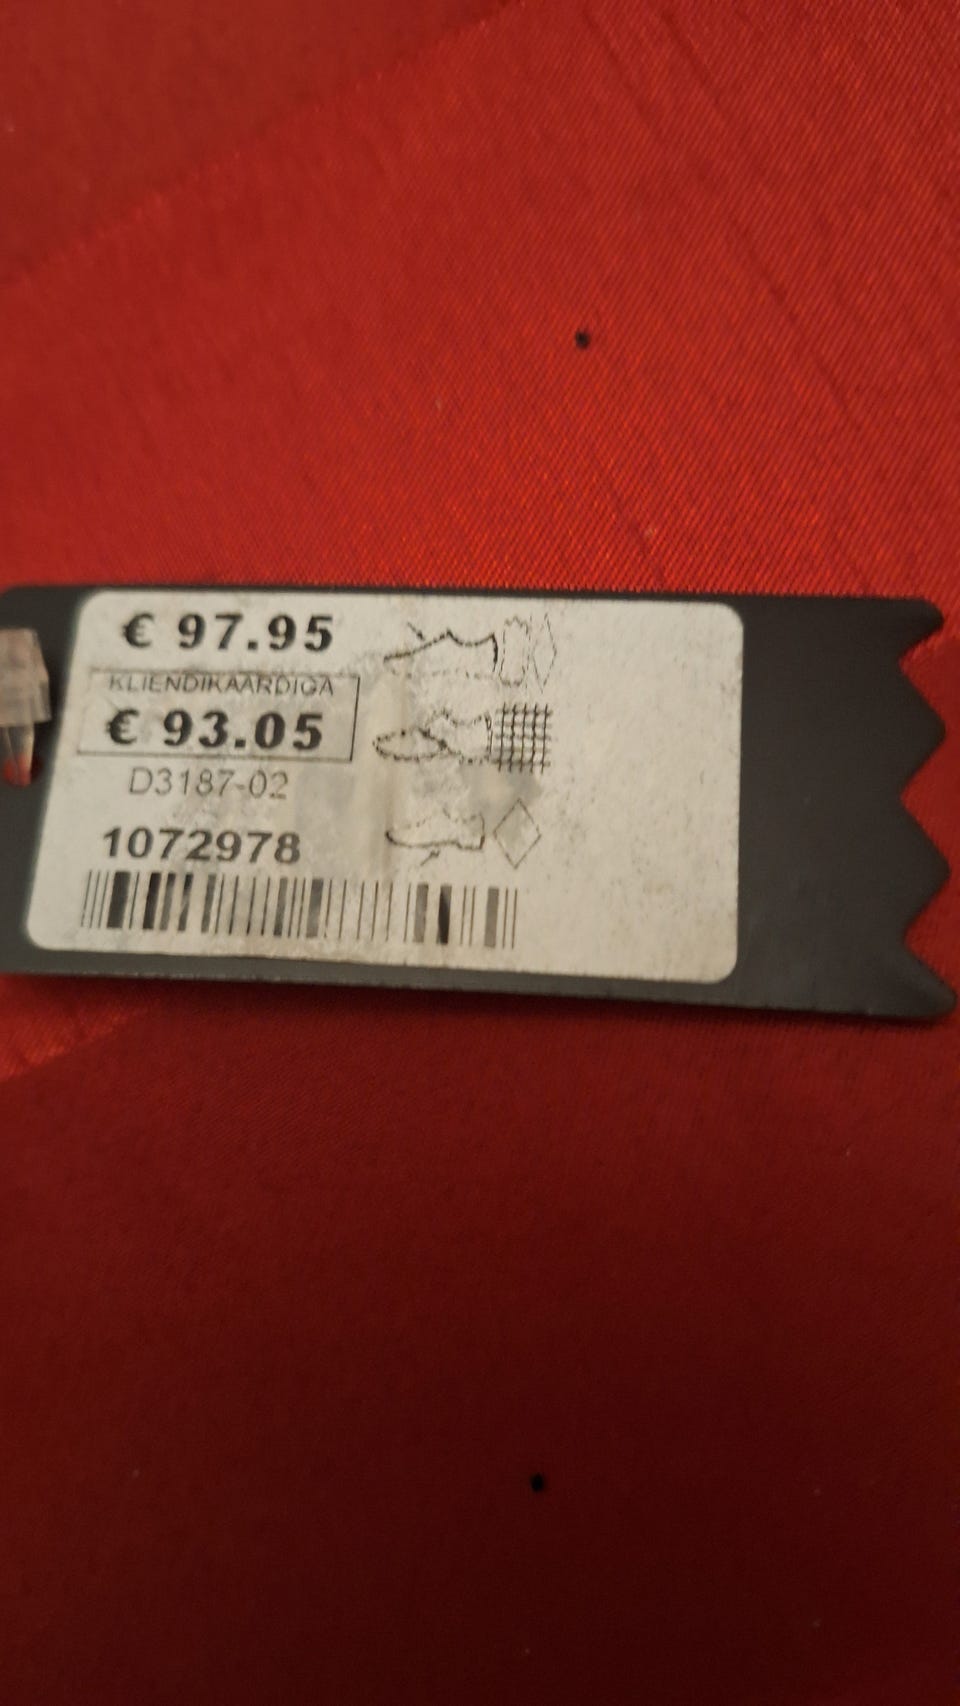 € 97.95
KLIENDIKAARDIGA
€ 93.05
D3187-02
1072978